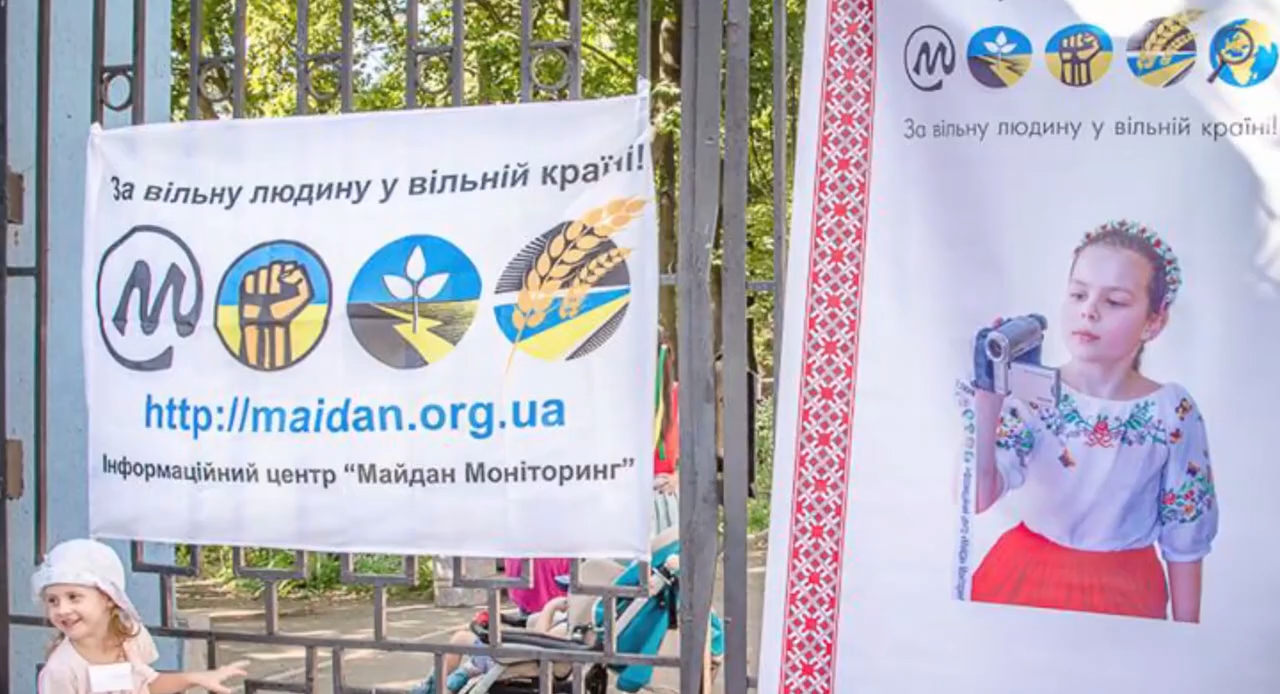 За вільну людину у вільній країні!
http://maidan.org.ua
Інформаційний центр “Майдан Моніторинг”
За вільну людину у вільній країні!